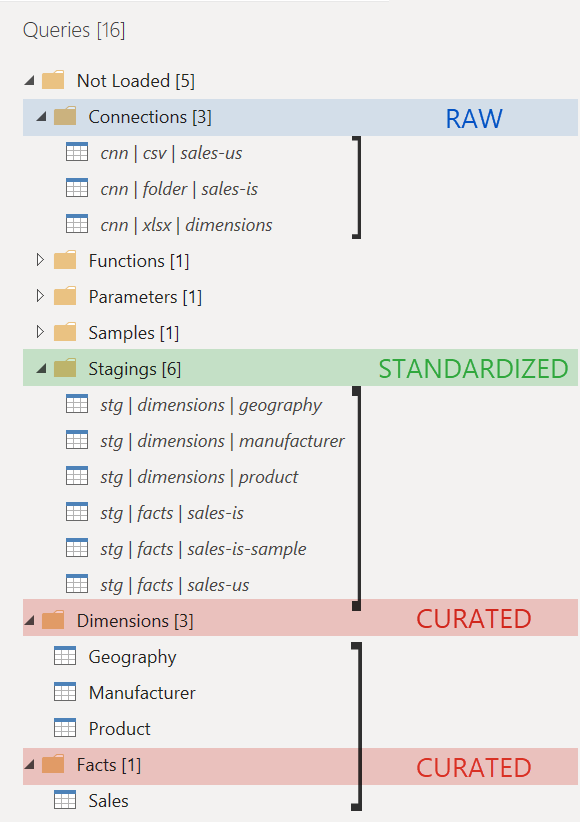 Queries [16]
Not Loaded [5]
Connections [3] RAW
cnn | csv | sales-us
cnn | folder | sales-is
cnn | xlsx | dimensions
Functions [1]
Parameters [1]
Samples [1]
Stagings [6] STANDARDIZED
stg | dimensions | geography
stg | dimensions | manufacturer
stg | dimensions | product
stg | facts | sales-is
stg | facts | sales-is-sample
stg | facts | sales-us
Dimensions [3] CURATED
Geography
Manufacturer
Product
Facts [1] CURATED
Sales